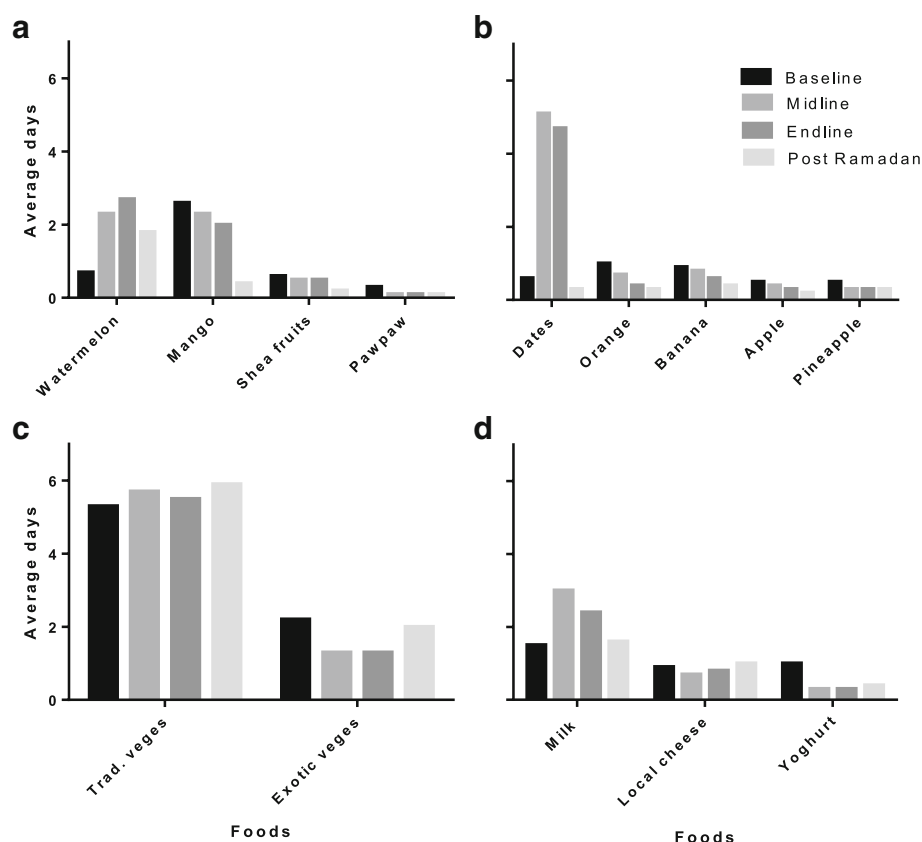 a
Average days
6
4
2
0
Watermelon
Mango
Shea fruits
Pawpaw
b
Baseline
Midline
Endline
Post Ramadan
Dates
Orange
Banana
Apple
Pineapple
c
Average days
6
4
2
0
Trad. veges
Exotic veges
Foods
d
Milk
Local cheese
Yoghurt
Foods